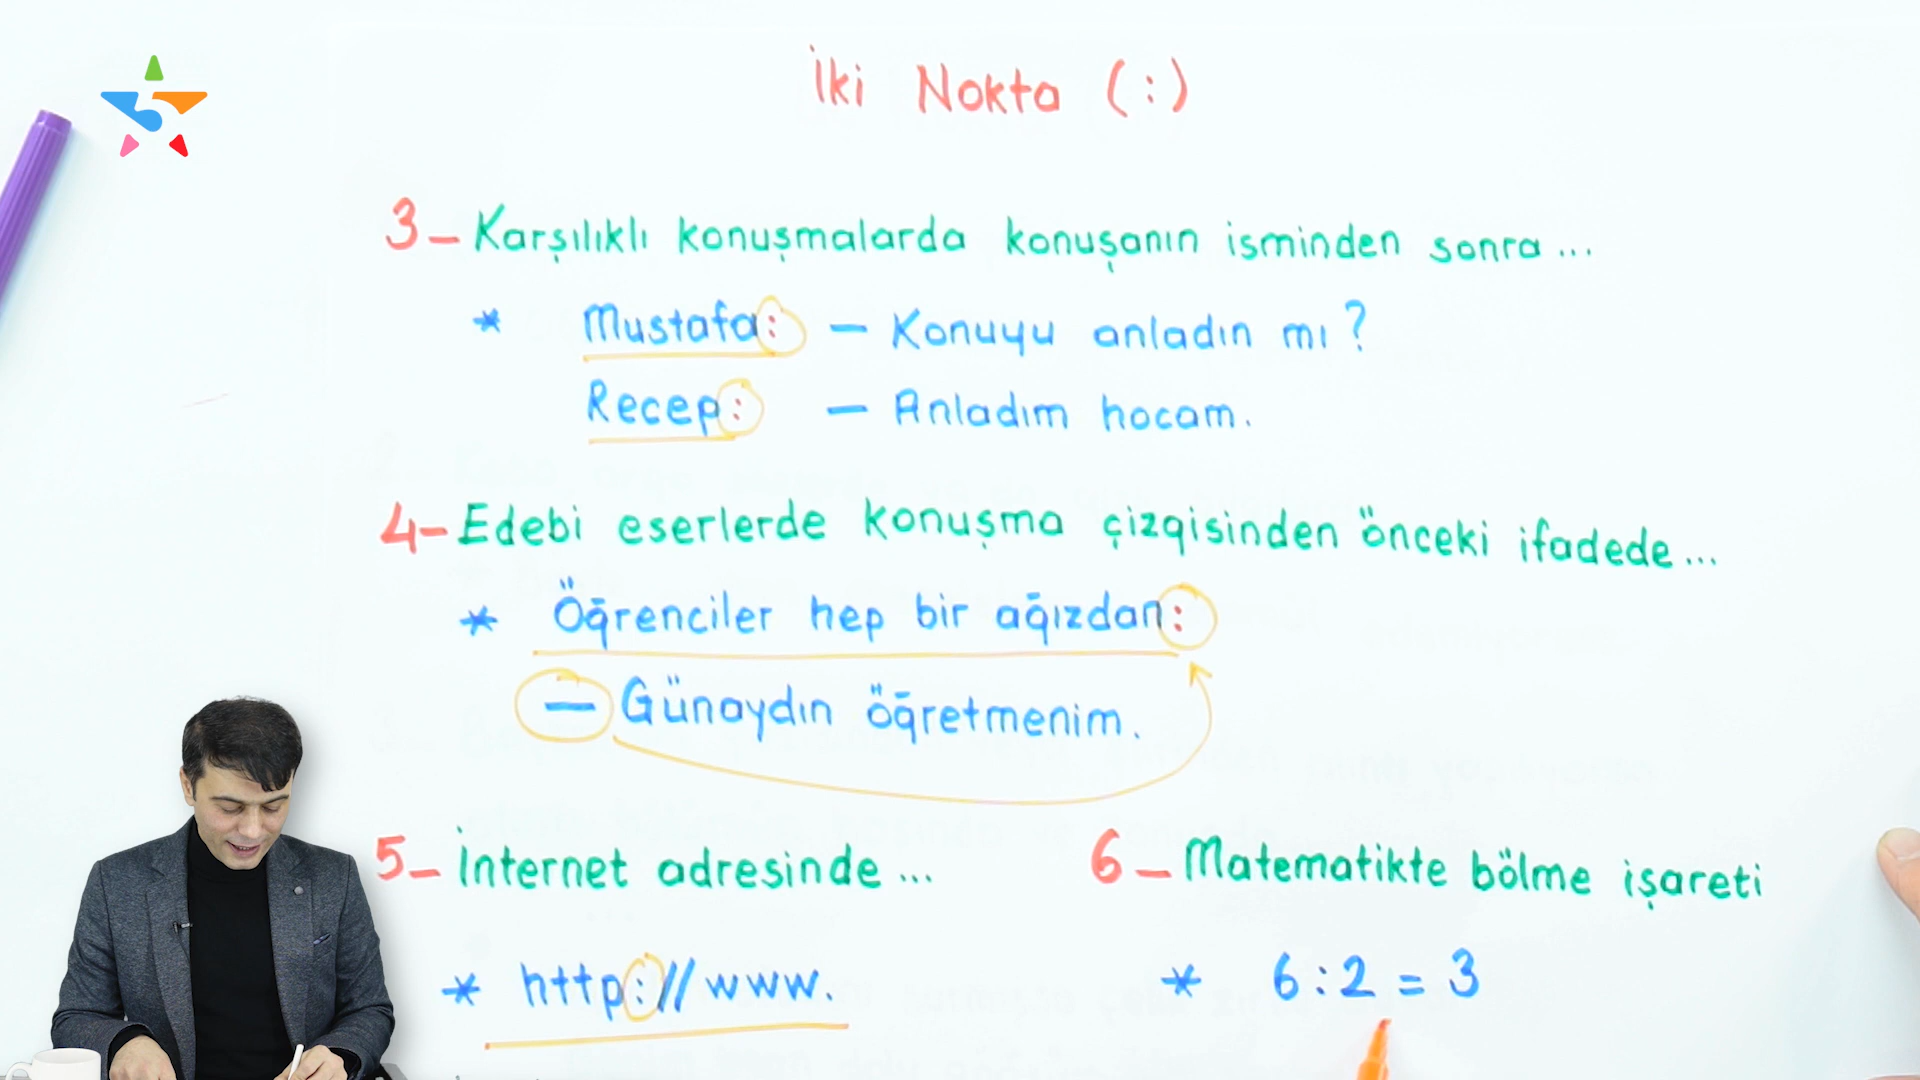 İki Nokta (:)
3- Karşılıklı konuşmalarda konuşanın isminden sonra...
* Mustafa: — Konuyu anladın mı?
Recep: — Anladım hocam.
4- Edebi eserlerde konuşma çizgisinden önceki ifadede...
* Öğrenciler hep bir ağızdan:
— Günaydın öğretmenim.
5- İnternet adresinde...
* http://www.
6- Matematikte bölme işareti
* 6:2=3